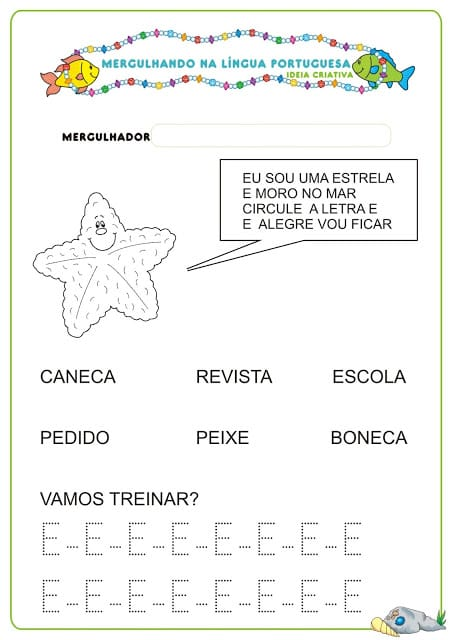 MERGULHANDO NA LÍNGUA PORTUGUESA
IDEIA CRIATIVA
MERGULHADOR
EU SOU UMA ESTRELA
E MORO NO MAR
CIRCULE A LETRA E
E ALEGRE VOU FICAR
CANECA REVISTA ESCOLA
PEDIDO PEIXE BONECA
VAMOS TREINAR?
E-E-E-E-E-E-E-E
E-E-E-E-E-E-E-E